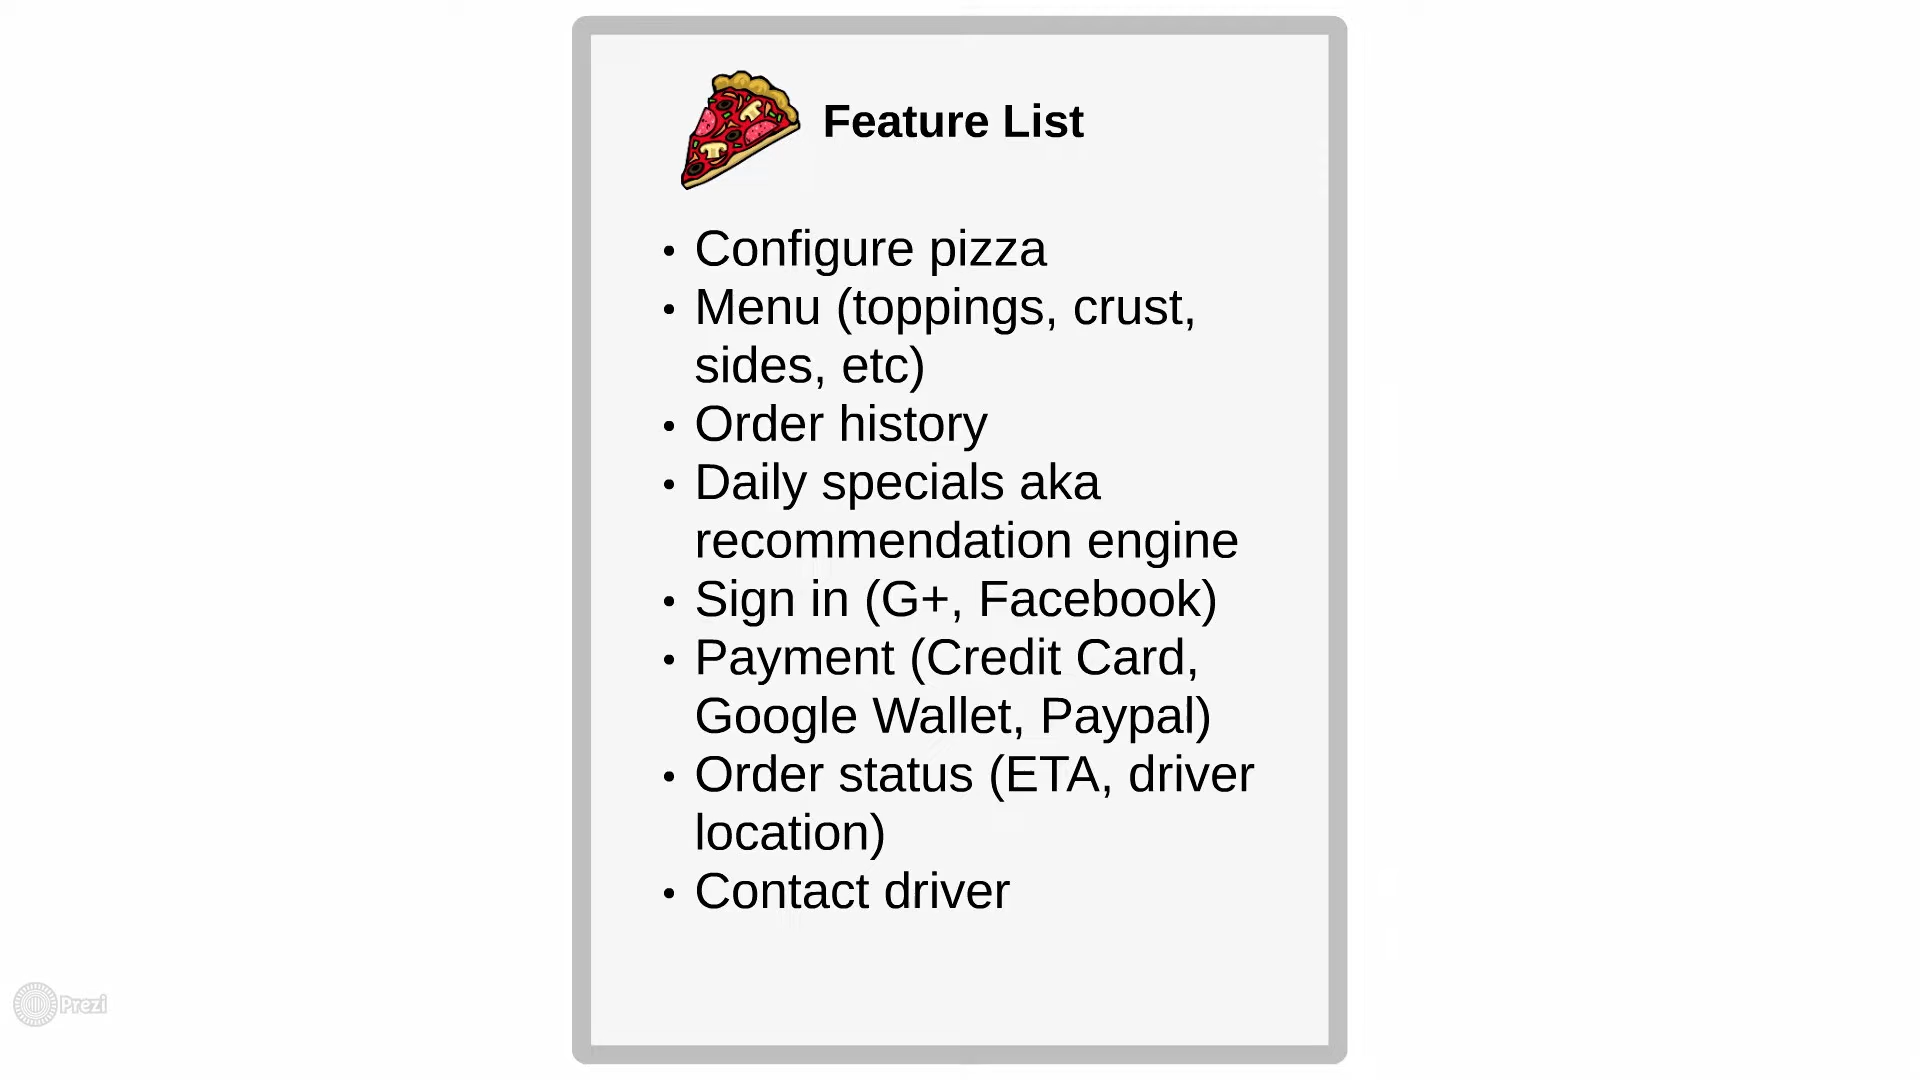 Feature List
• Configure pizza
• Menu (toppings, crust,
sides, etc)
• Order history
• Daily specials aka
recommendation engine
• Sign in (G+, Facebook)
• Payment (Credit Card,
Google Wallet, Paypal)
• Order status (ETA, driver
location)
• Contact driver
Prezi